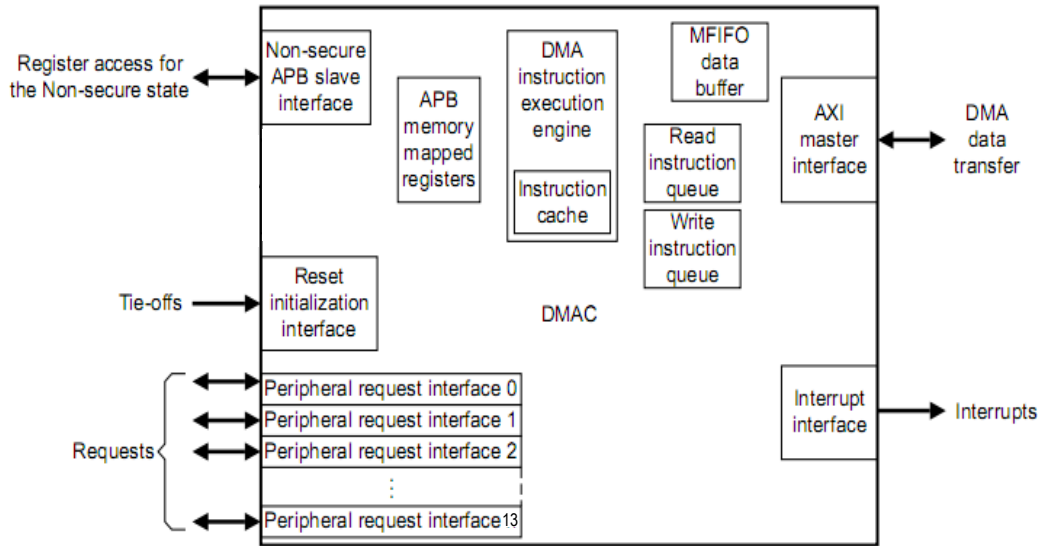 Register access for
the Non-secure state
Non-secure
APB slave
interface
APB
memory
mapped
registers
DMA
instruction
execution
engine
Instruction
cache
MFIFO
data
buffer
Read
instruction
queue
Write
instruction
queue
AXI
master
interface
DMA
data
transfer
Tie-offs
Reset
initialization
interface
DMAC
Requests
Peripheral request interface 0
Peripheral request interface 1
Peripheral request interface 2
⋮
Peripheral request interface 13
Interrupt
interface
Interrupts